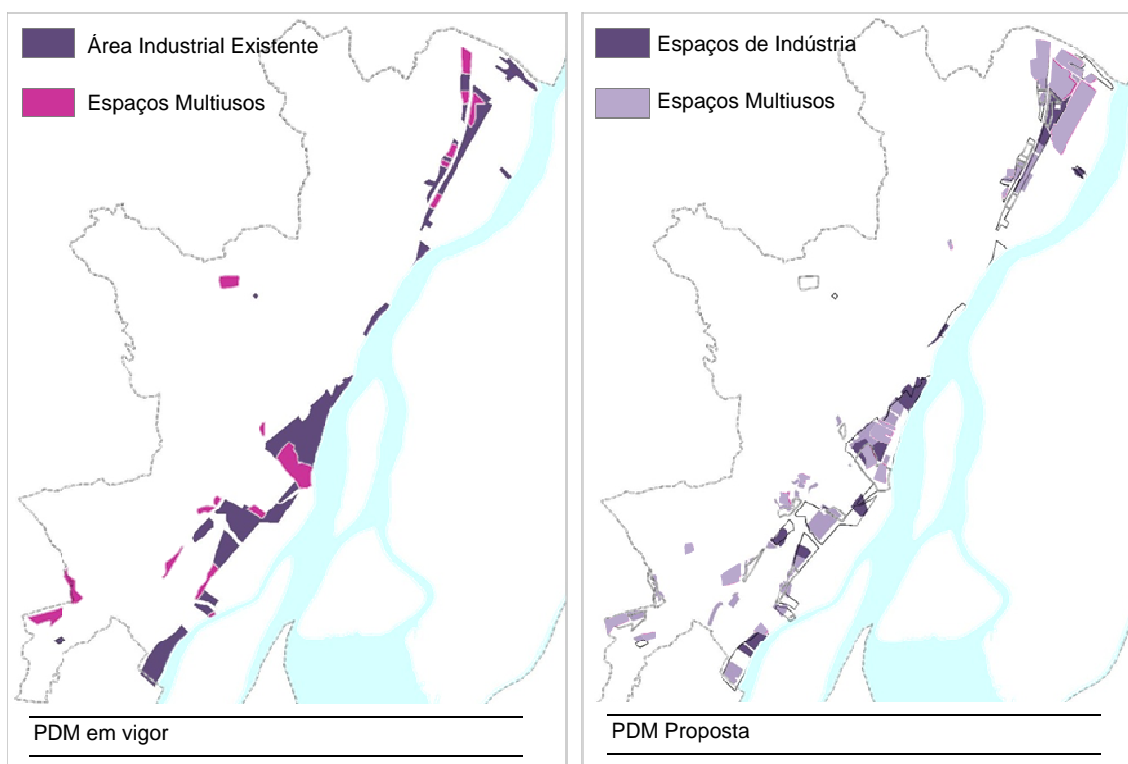 Área Industrial Existente
Espaços Multiusos
PDM em vigor
Espaços de Indústria
Espaços Multiusos
PDM Proposta